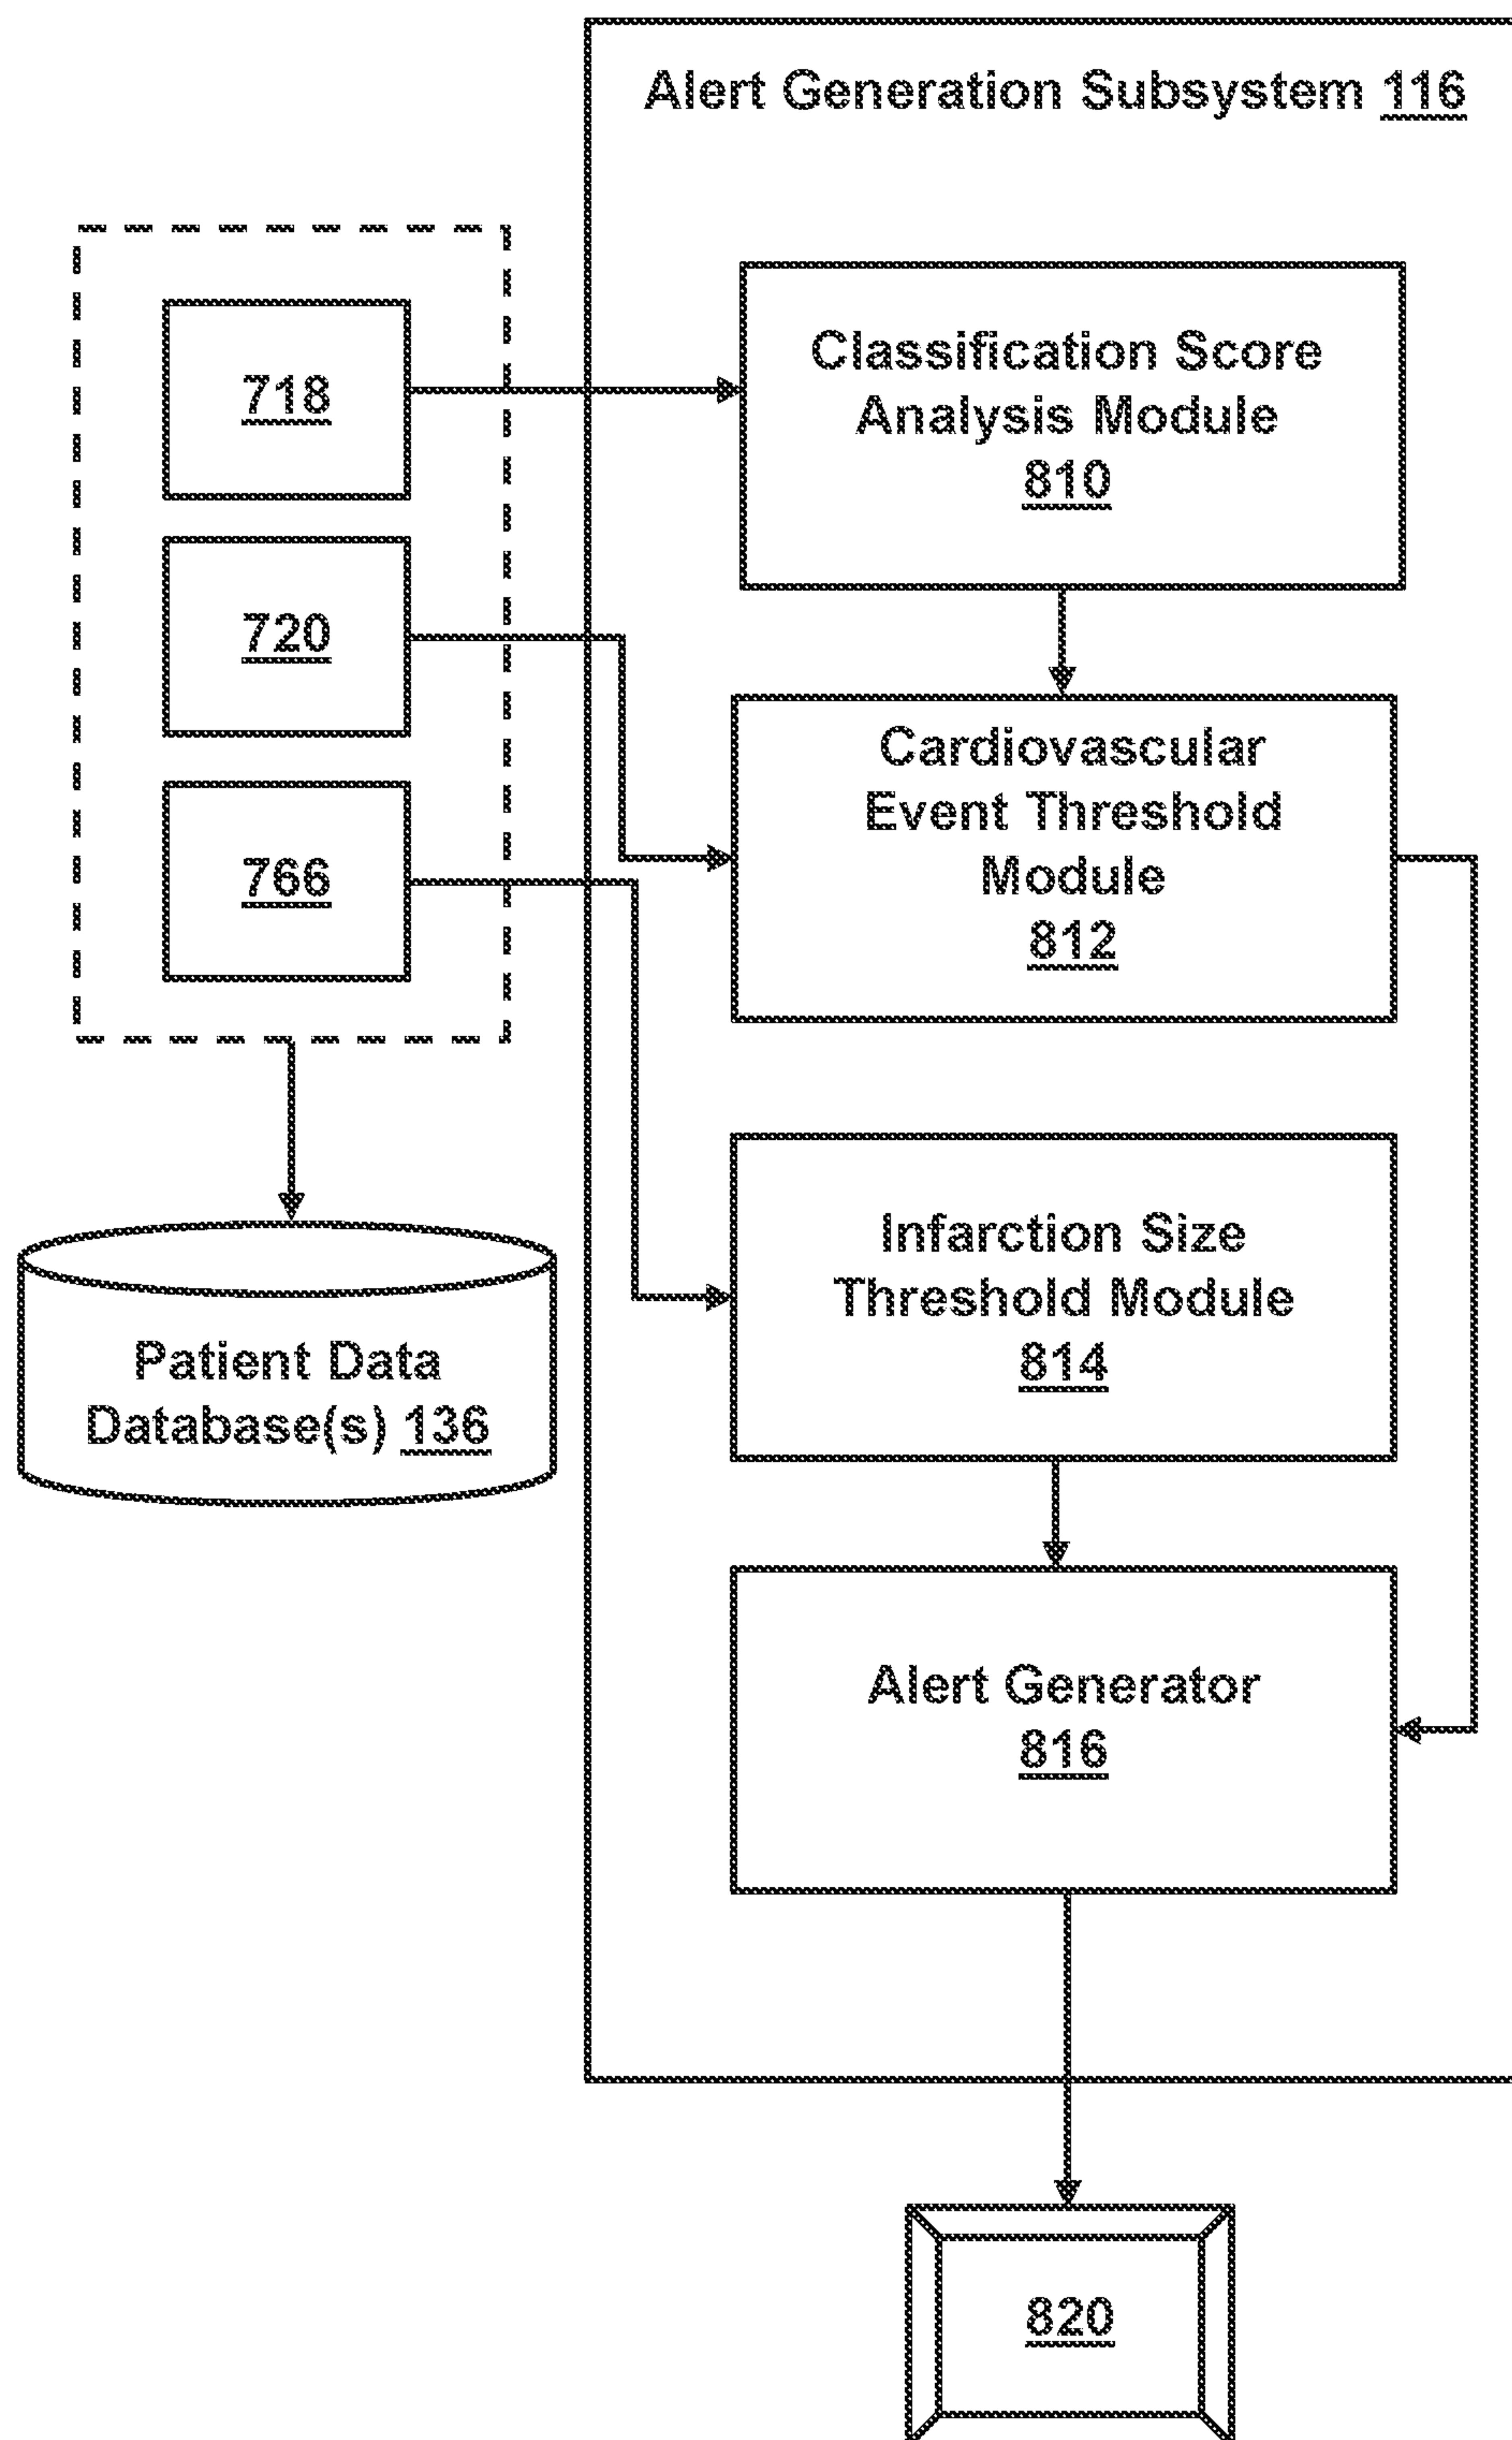 Alert Generation Subsystem 116
718
720
766
Patient Data
Database(s) 136
Classification Score
Analysis Module
810
Cardiovascular
Event Threshold
Module
812
Infarction Size
Threshold Module
814
Alert Generator
816
820